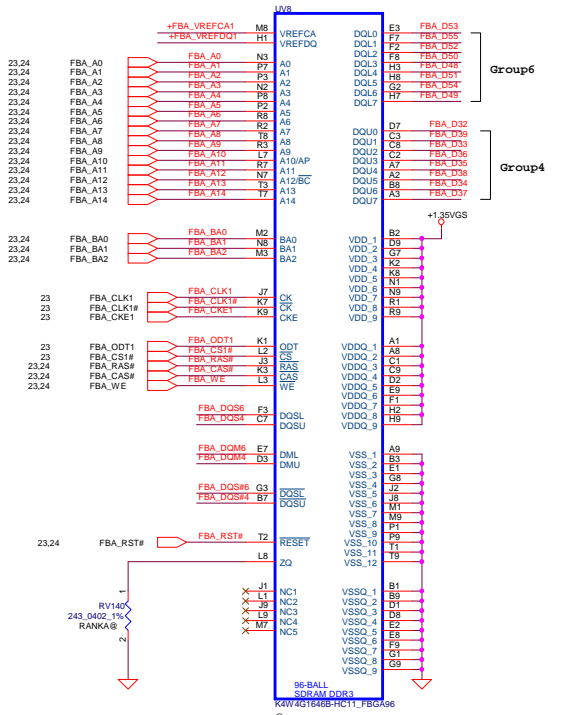 UV8
+FBA_VREFCA1 M8 VREFCA DQL0 E3 FBA_D53
+FBA_VREFDQ1 H1 VREFDQ DQL1 F7 FBA_D55
DQL2 F2 FBA_D52
23,24 FBA_A0 FBA_A0 N3 A0 DQL3 F8 FBA_D50
23,24 FBA_A1 FBA_A1 P7 A1 DQL4 H3 FBA_D48 Group6
23,24 FBA_A2 FBA_A2 P3 A2 DQL5 H8 FBA_D51
23,24 FBA_A3 FBA_A3 N2 A3 DQL6 G2 FBA_D54
23,24 FBA_A4 FBA_A4 P8 A4 DQL7 H7 FBA_D49
23,24 FBA_A5 FBA_A5 P2 A5
23,24 FBA_A6 FBA_A6 R8 A6
23,24 FBA_A7 FBA_A7 R2 A7 DQU0 D7 FBA_D32
23,24 FBA_A8 FBA_A8 T8 A8 DQU1 C3 FBA_D39
23,24 FBA_A9 FBA_A9 R3 A9 DQU2 C8 FBA_D33
23,24 FBA_A10 FBA_A10 L7 A10/AP DQU3 C2 FBA_D36
23,24 FBA_A11 FBA_A11 R7 A11 DQU4 A7 FBA_D35 Group4
23,24 FBA_A12 FBA_A12 N7 A12/BC DQU5 A2 FBA_D38
23,24 FBA_A13 FBA_A13 T3 A13 DQU6 B8 FBA_D34
23,24 FBA_A14 FBA_A14 T7 A14 DQU7 A3 FBA_D37
+1.35VGS
23,24 FBA_BA0 FBA_BA0 M2 BA0 VDD_1 B2
23,24 FBA_BA1 FBA_BA1 N8 BA1 VDD_2 D9
23,24 FBA_BA2 FBA_BA2 M3 BA2 VDD_3 G7
VDD_4 K2
VDD_5 K8
VDD_6 N1
23 FBA_CLK1 FBA_CLK1 J7 CK VDD_7 N9
23 FBA_CLK1# FBA_CLK1# K7 CK VDD_8 R1
23 FBA_CKE1 FBA_CKE1 K9 CKE VDD_9 R9
23 FBA_ODT1 FBA_ODT1 K1 ODT VDDQ_1 A1
23 FBA_CS1# FBA_CS1# L2 CS VDDQ_2 A8
23,24 FBA_RAS# FBA_RAS# J3 RAS VDDQ_3 C1
23,24 FBA_CAS# FBA_CAS# K3 CAS VDDQ_4 C9
23,24 FBA_WE FBA_WE L3 WE VDDQ_5 D2
VDDQ_6 E9
VDDQ_7 F1
FBA_DQS6 F3 DQSL VDDQ_8 H2
FBA_DQS4 C7 DQSU VDDQ_9 H9
FBA_DQM6 E7 DML VSS_1 A9
FBA_DQM4 D3 DMU VSS_2 B3
VSS_3 E1
VSS_4 G8
FBA_DQS#6 G3 DQSL VSS_5 J2
FBA_DQS#4 B7 DQSU VSS_6 J8
VSS_7 M1
VSS_8 M9
VSS_9 P1
23,24 FBA_RST# FBA_RST# T2 RESET VSS_10 P9
VSS_11 T1
L8 ZQ VSS_12 T9
J1 NC1 VSSQ_1 B1
1 L1 NC2 VSSQ_2 B9
RV140 J9 NC3 VSSQ_3 D1
243_0402_1% L9 NC4 VSSQ_4 D8
RANKA@ M7 NC5 VSSQ_5 E2
2 VSSQ_6 E8
VSSQ_7 F9
VSSQ_8 G1
VSSQ_9 G9
96-BALL
SDRAM DDR3
K4W4G1646B-HC11_FBGA96